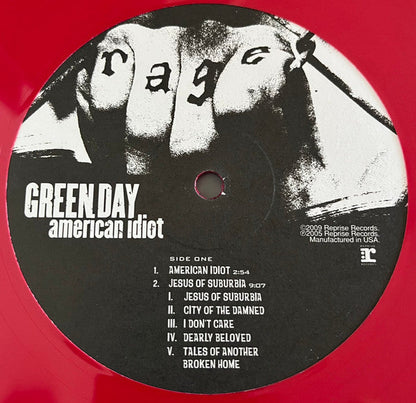 rage
GREEN DAY
american idiot
©2009 Reprise Records.
℗2005 Reprise Records.
Manufactured in USA.
SIDE ONE
1. AMERICAN IDIOT 2:54
2. JESUS OF SUBURBIA 9:07
I. JESUS OF SUBURBIA
II. CITY OF THE DAMNED
III. I DON'T CARE
IV. DEARLY BELOVED
V. TALES OF ANOTHER
BROKEN HOME